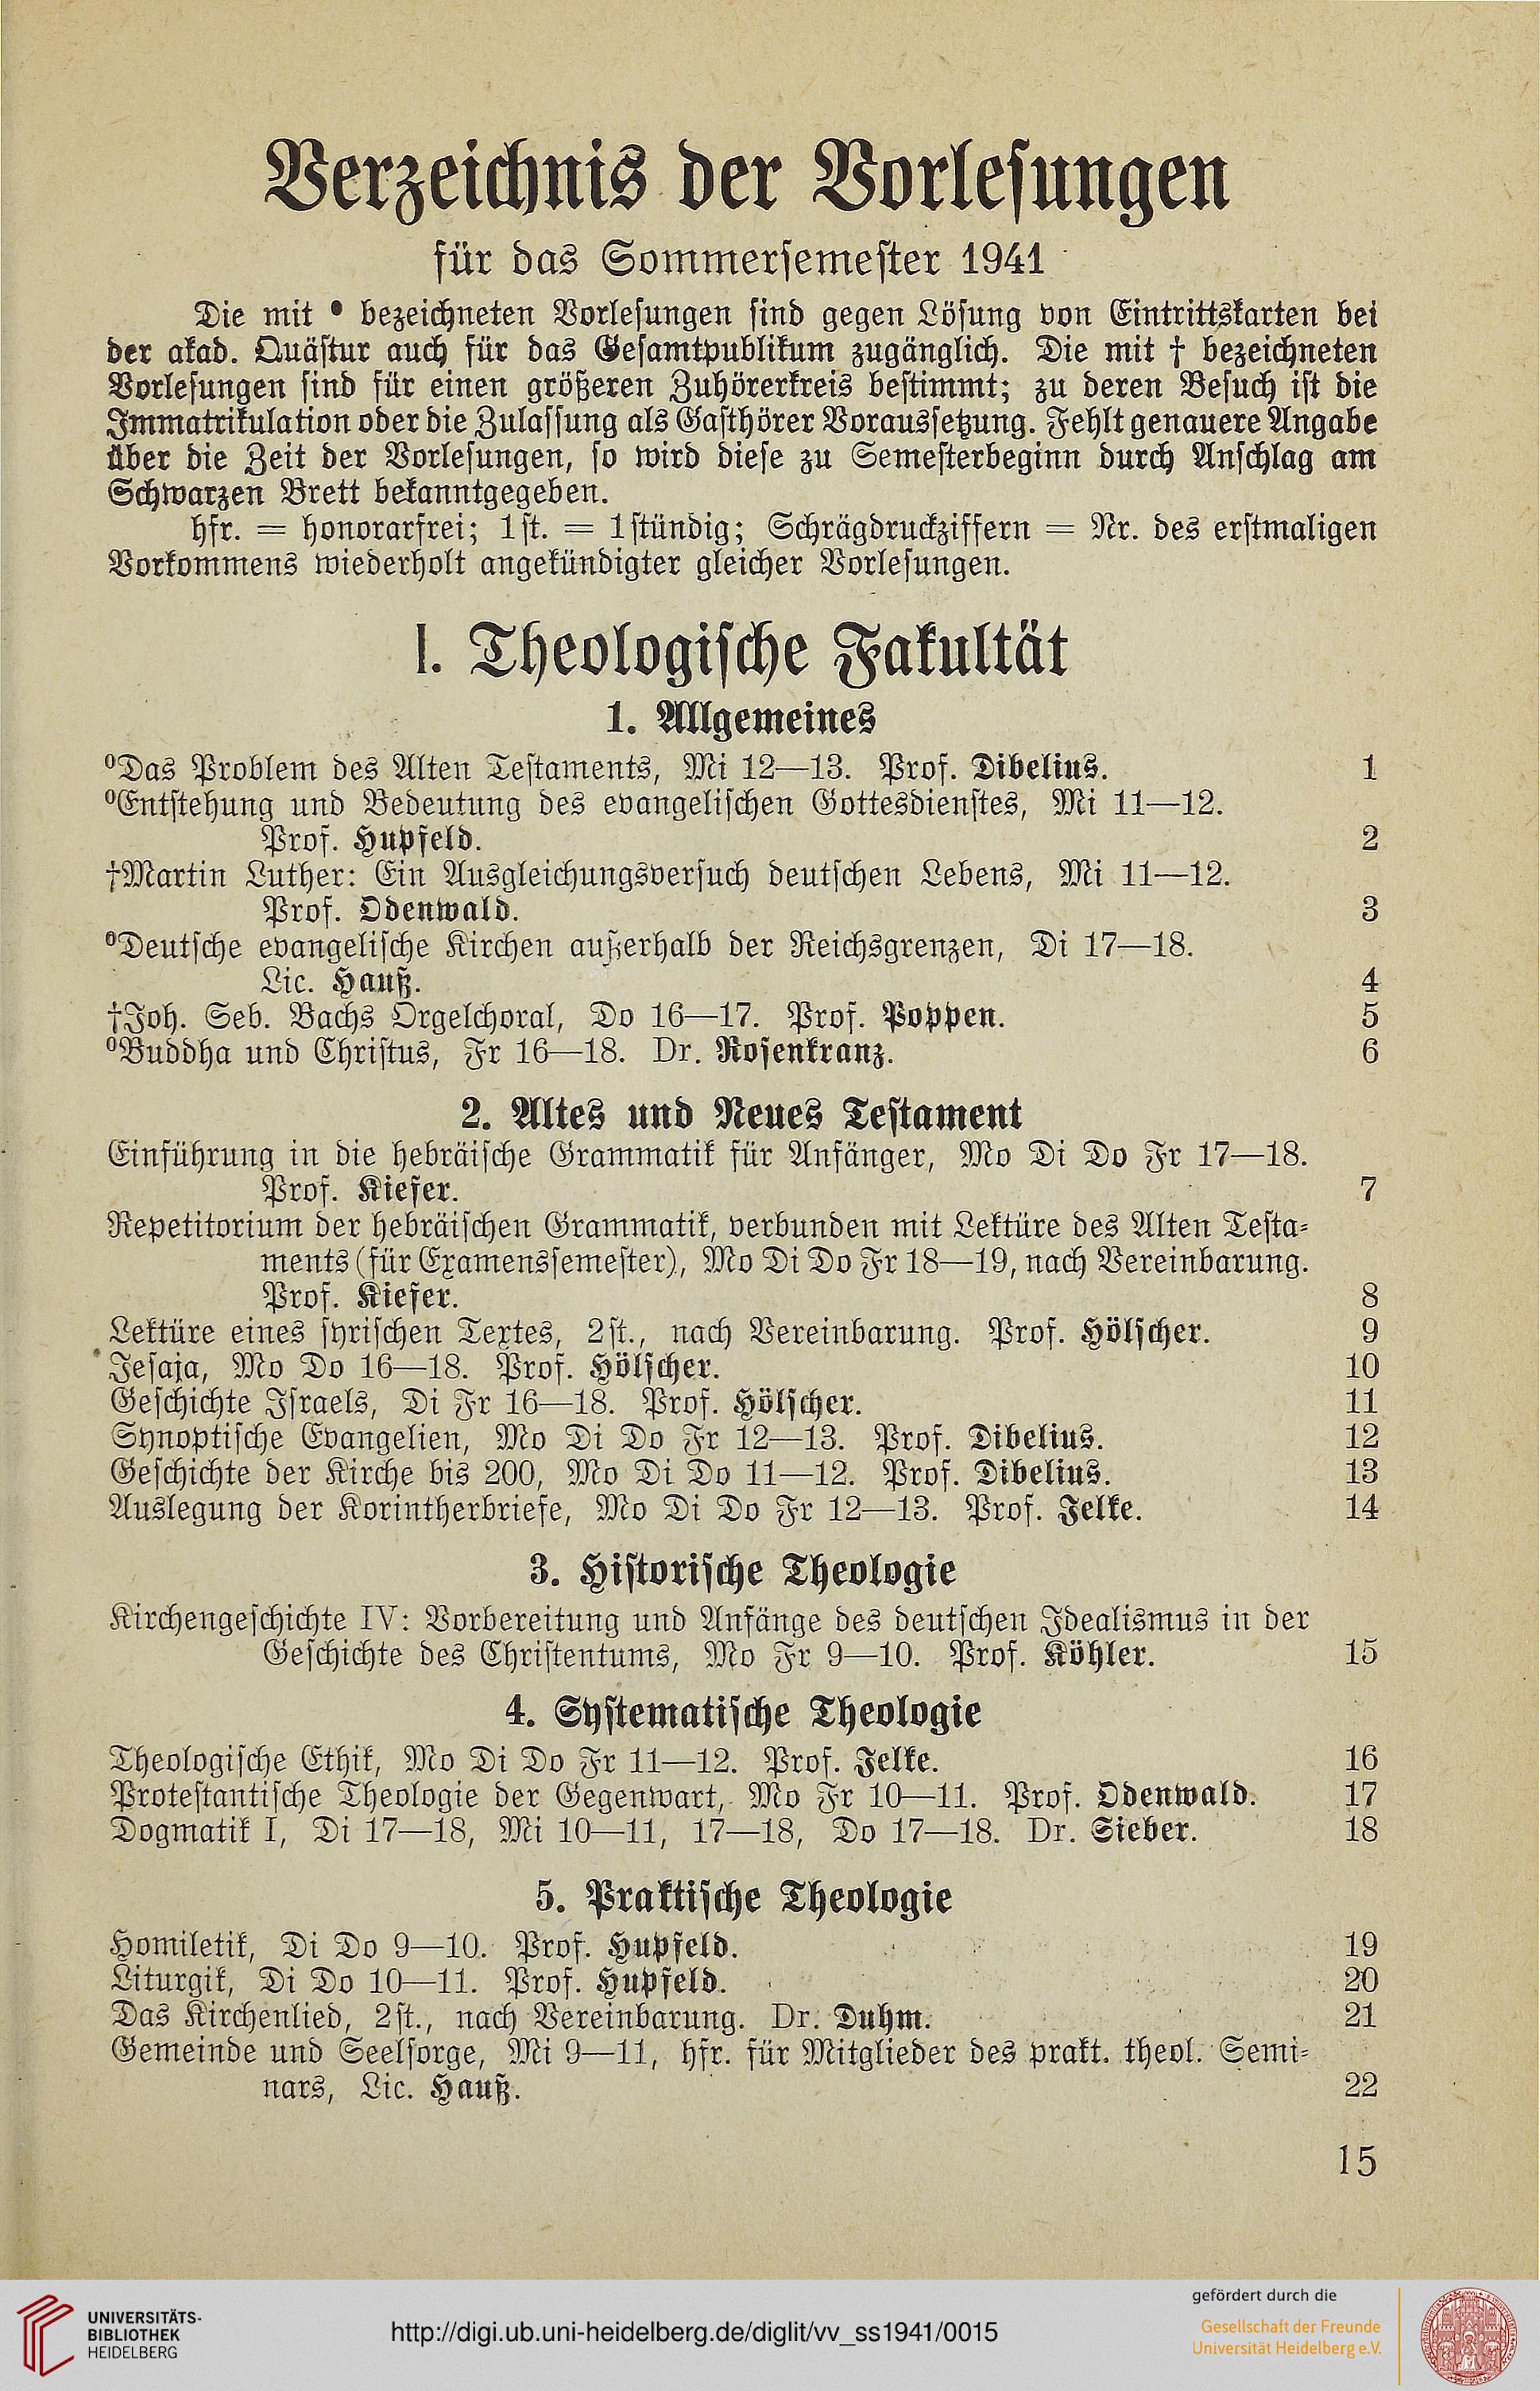 Verzeichnis der Vorlesungen
für das Sommersemester 1941
Die mit ° bezeichneten Vorlesungen sind gegen Lösung von Eintrittskarten bei
der akad. Quästur auch für das Gesamtpublikum zugänglich. Die mit † bezeichneten
Vorlesungen sind für einen größeren Zuhörerkreis bestimmt; zu deren Besuch ist die
Immatrikulation oder die Zulassung als Gasthörer Voraussetzung. Fehlt genauere Angabe
über die Zeit der Vorlesungen, so wird diese zu Semesterbeginn durch Anschlag am
Schwarzen Brett bekanntgegeben.
hfr. = honorarfrei; 1st. = 1stündig; Schrägdruckziffern = Nr. des erstmaligen
Vorkommens wiederholt angekündigter gleicher Vorlesungen.
I. Theologische Fakultät
1. Allgemeines
°Das Problem des Alten Testaments, Mi 12—13. Prof. Dibelius. 1
°Entstehung und Bedeutung des evangelischen Gottesdienstes, Mi 11—12.
Prof. Hupfeld. 2
†Martin Luther: Ein Ausgleichungsversuch deutschen Lebens, Mi 11—12.
Prof. Odenwald. 3
°Deutsche evangelische Kirchen außerhalb der Reichsgrenzen, Di 17—18.
Lic. Hauß. 4
†Joh. Seb. Bachs Orgelchoral, Do 16—17. Prof. Poppen. 5
°Buddha und Christus, Fr 16—18. Dr. Rosenkranz. 6
2. Altes und Neues Testament
Einführung in die hebräische Grammatik für Anfänger, Mo Di Do Fr 17—18.
Prof. Kiefer. 7
Repetitorium der hebräischen Grammatik, verbunden mit Lektüre des Alten Testa-
ments (für Examenssemester), Mo Di Do Fr 18—19, nach Vereinbarung.
Prof. Kiefer. 8
Lektüre eines syrischen Textes, 2st., nach Vereinbarung. Prof. Hölscher. 9
Jesaja, Mo Do 16—18. Prof. Hölscher. 10
Geschichte Israels, Di Fr 16—18. Prof. Hölscher. 11
Synoptische Evangelien, Mo Di Do Fr 12—13. Prof. Dibelius. 12
Geschichte der Kirche bis 200, Mo Di Do 11—12. Prof. Dibelius. 13
Auslegung der Korintherbriefe, Mo Di Do Fr 12—13. Prof. Jelke. 14
3. Historische Theologie
Kirchengeschichte IV: Vorbereitung und Anfänge des deutschen Idealismus in der
Geschichte des Christentums, Mo Fr 9—10. Prof. Köhler. 15
4. Systematische Theologie
Theologische Ethik, Mo Di Do Fr 11—12. Prof. Jelke. 16
Protestantische Theologie der Gegenwart, Mo Fr 10—11. Prof. Odenwald. 17
Dogmatik I, Di 17—18, Mi 10—11, 17—18, Do 17—18. Dr. Sieber. 18
5. Praktische Theologie
Homiletik, Di Do 9—10. Prof. Hupfeld. 19
Liturgik, Di Do 10—11. Prof. Hupfeld. 20
Das Kirchenlied, 2st., nach Vereinbarung. Dr. Duhm. 21
Gemeinde und Seelsorge, Mi 9—11, hfr. für Mitglieder des prakt. theol. Semi-
nars, Lic. Hauß. 22
15
UNIVERSITÄTS-
BIBLIOTHEK
HEIDELBERG
http://digi.ub.uni-heidelberg.de/diglit/vv_ss1941/0015
gefördert durch die
Gesellschaft der Freunde
Universität Heidelberg e.V.